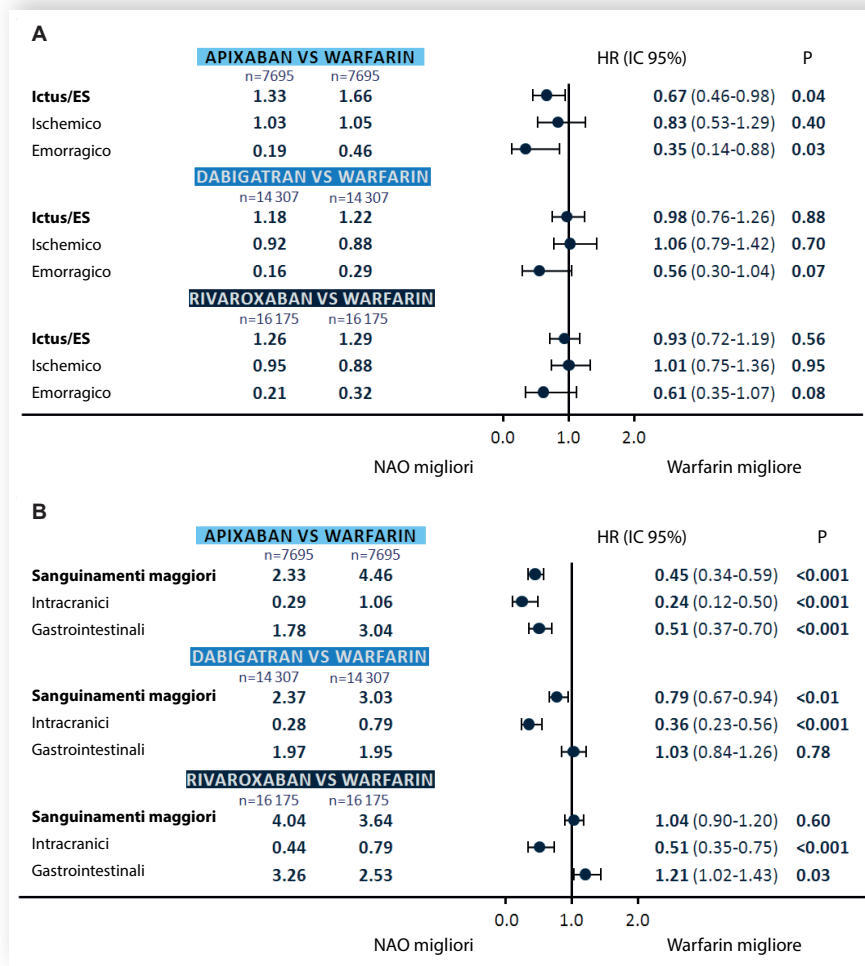 A
APIXABAN VS WARFARIN HR (IC 95%) P
n=7695 n=7695
Ictus/ES 1.33 1.66 0.67 (0.46-0.98) 0.04
Ischemico 1.03 1.05 0.83 (0.53-1.29) 0.40
Emorragico 0.19 0.46 0.35 (0.14-0.88) 0.03
DABIGATRAN VS WARFARIN
n=14 307 n=14 307
Ictus/ES 1.18 1.22 0.98 (0.76-1.26) 0.88
Ischemico 0.92 0.88 1.06 (0.79-1.42) 0.70
Emorragico 0.16 0.29 0.56 (0.30-1.04) 0.07
RIVAROXABAN VS WARFARIN
n=16 175 n=16 175
Ictus/ES 1.26 1.29 0.93 (0.72-1.19) 0.56
Ischemico 0.95 0.88 1.01 (0.75-1.36) 0.95
Emorragico 0.21 0.32 0.61 (0.35-1.07) 0.08
0.0 1.0 2.0
NAO migliori Warfarin migliore
B
APIXABAN VS WARFARIN HR (IC 95%) P
n=7695 n=7695
Sanguinamenti maggiori 2.33 4.46 0.45 (0.34-0.59) <0.001
Intracranici 0.29 1.06 0.24 (0.12-0.50) <0.001
Gastrointestinali 1.78 3.04 0.51 (0.37-0.70) <0.001
DABIGATRAN VS WARFARIN
n=14 307 n=14 307
Sanguinamenti maggiori 2.37 3.03 0.79 (0.67-0.94) <0.01
Intracranici 0.28 0.79 0.36 (0.23-0.56) <0.001
Gastrointestinali 1.97 1.95 1.03 (0.84-1.26) 0.78
RIVAROXABAN VS WARFARIN
n=16 175 n=16 175
Sanguinamenti maggiori 4.04 3.64 1.04 (0.90-1.20) 0.60
Intracranici 0.44 0.79 0.51 (0.35-0.75) <0.001
Gastrointestinali 3.26 2.53 1.21 (1.02-1.43) 0.03
0.0 1.0 2.0
NAO migliori Warfarin migliore